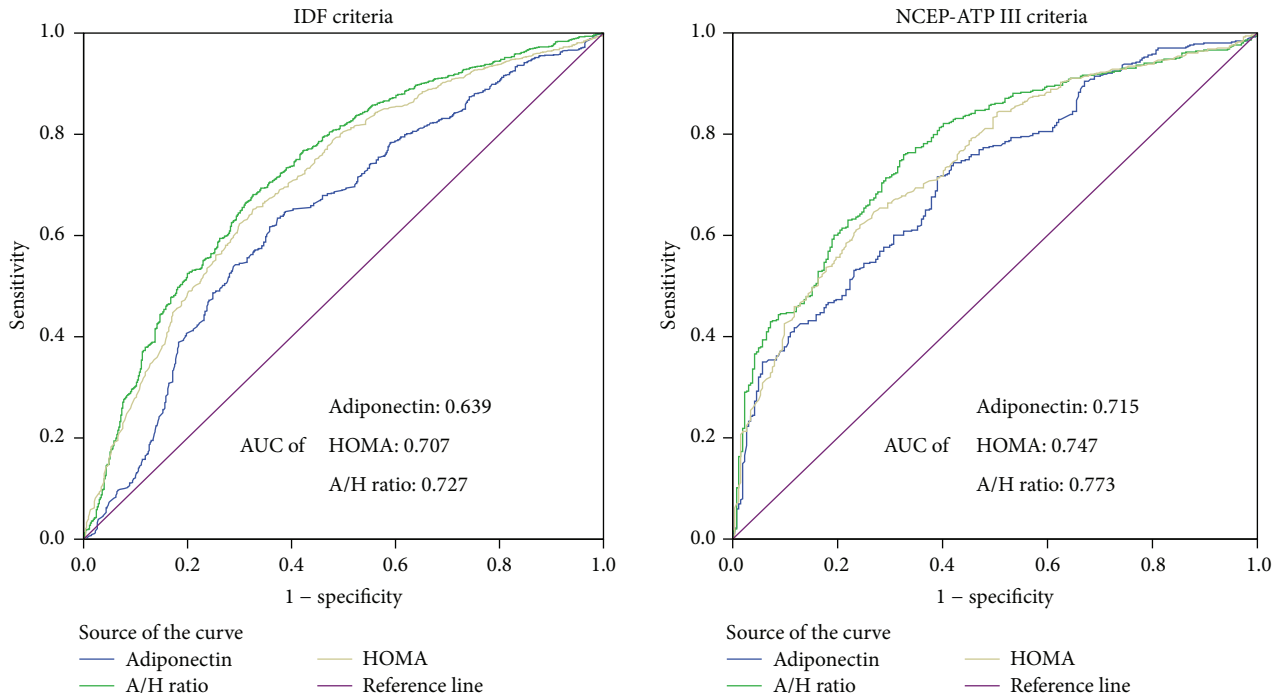 IDF criteria
1.0
0.8
0.6
0.4
0.2
0.0
Sensitivity
Adiponectin: 0.639
AUC of HOMA: 0.707
A/H ratio: 0.727
0.0 0.2 0.4 0.6 0.8 1.0
1 − specificity
Source of the curve
Adiponectin HOMA
A/H ratio Reference line
NCEP-ATP III criteria
1.0
0.8
0.6
0.4
0.2
0.0
Sensitivity
Adiponectin: 0.715
AUC of HOMA: 0.747
A/H ratio: 0.773
0.0 0.2 0.4 0.6 0.8 1.0
1 − specificity
Source of the curve
Adiponectin HOMA
A/H ratio Reference line